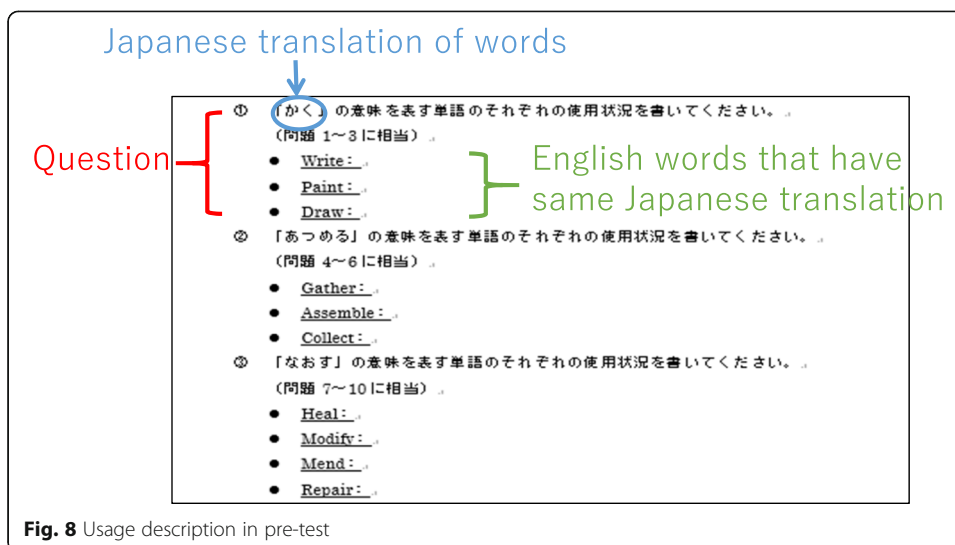 Japanese translation of words
① 「かく」の意味を表す単語のそれぞれの使用状況を書いてください。
(問題 1～3 に相当)
Question
● Write：
● Paint：
● Draw：
English words that have
same Japanese translation
② 「あつめる」の意味を表す単語のそれぞれの使用状況を書いてください。
(問題 4～6 に相当)
● Gather：
● Assemble：
● Collect：
③ 「なおす」の意味を表す単語のそれぞれの使用状況を書いてください。
(問題 7～10 に相当)
● Heal：
● Modify：
● Mend：
● Repair：
Fig. 8 Usage description in pre-test